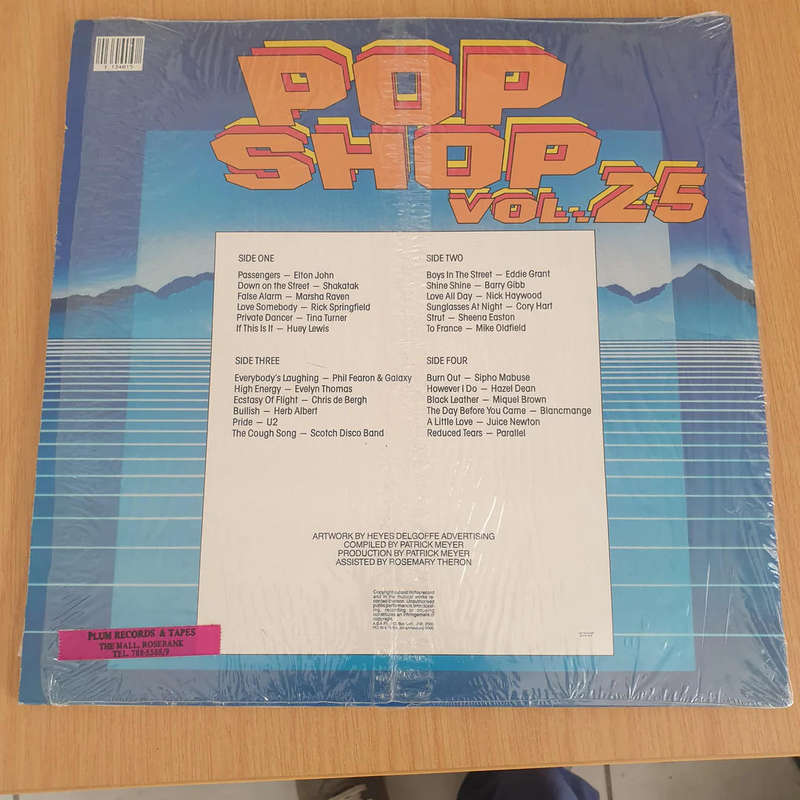 POP
SHOP
VOL. 25
SIDE ONE
Passengers — Elton John
Down on the Street — Shakatak
False Alarm — Marsha Raven
Love Somebody — Rick Springfield
Private Dancer — Tina Turner
If This Is It — Huey Lewis
SIDE TWO
Boys In The Street — Eddie Grant
Shine Shine — Barry Gibb
Love All Day — Nick Haywood
Sunglasses At Night — Cory Hart
Strut — Sheena Easton
To France — Mike Oldfield
SIDE THREE
Everybody's Laughing — Phil Fearon & Galaxy
High Energy — Evelyn Thomas
Ecstasy Of Flight — Chris de Bergh
Bullish — Herb Albert
Pride — U2
The Cough Song — Scotch Disco Band
SIDE FOUR
Burn Out — Sipho Mabuse
However I Do — Hazel Dean
Black Leather — Miquel Brown
The Day Before You Came — Blancmange
A Little Love — Juice Newton
Reduced Tears — Parallel
ARTWORK BY HEYES DELGOFFE ADVERTISING
COMPILED BY PATRICK MEYER
PRODUCTION BY PATRICK MEYER
ASSISTED BY ROSEMARY THERON
PLUM RECORDS & TAPES
THE MALL, ROSEBANK
TEL. 788-5588/9